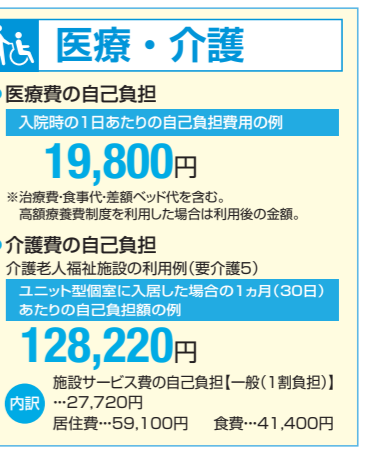 医療・介護
医療費の自己負担
入院時の1日あたりの自己負担費用の例
19,800円
※治療費・食事代・差額ベッド代を含む。
高額療養費制度を利用した場合は利用後の金額。
介護費の自己負担
介護老人福祉施設の利用例(要介護5)
ユニット型個室に入居した場合の1ヵ月(30日)
あたりの自己負担額の例
128,220円
内訳
施設サービス費の自己負担【一般(1割負担)】
…27,720円
居住費…59,100円 食費…41,400円